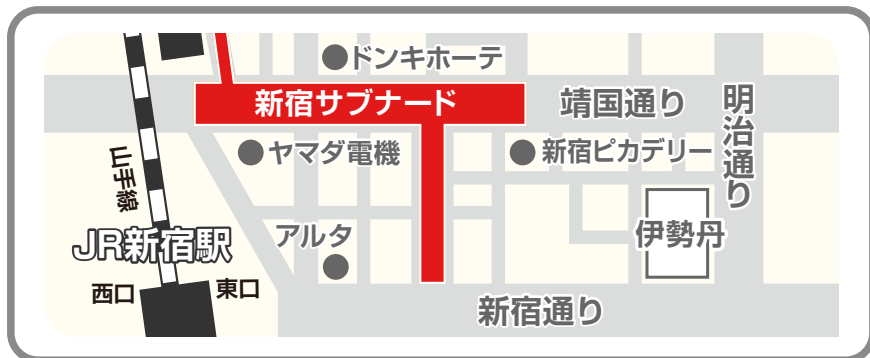 ドンキホーテ
新宿サブナード
靖国通り
明治通り
ヤマダ電機
新宿ピカデリー
山手線
アルタ
伊勢丹
JR新宿駅
西口
東口
新宿通り